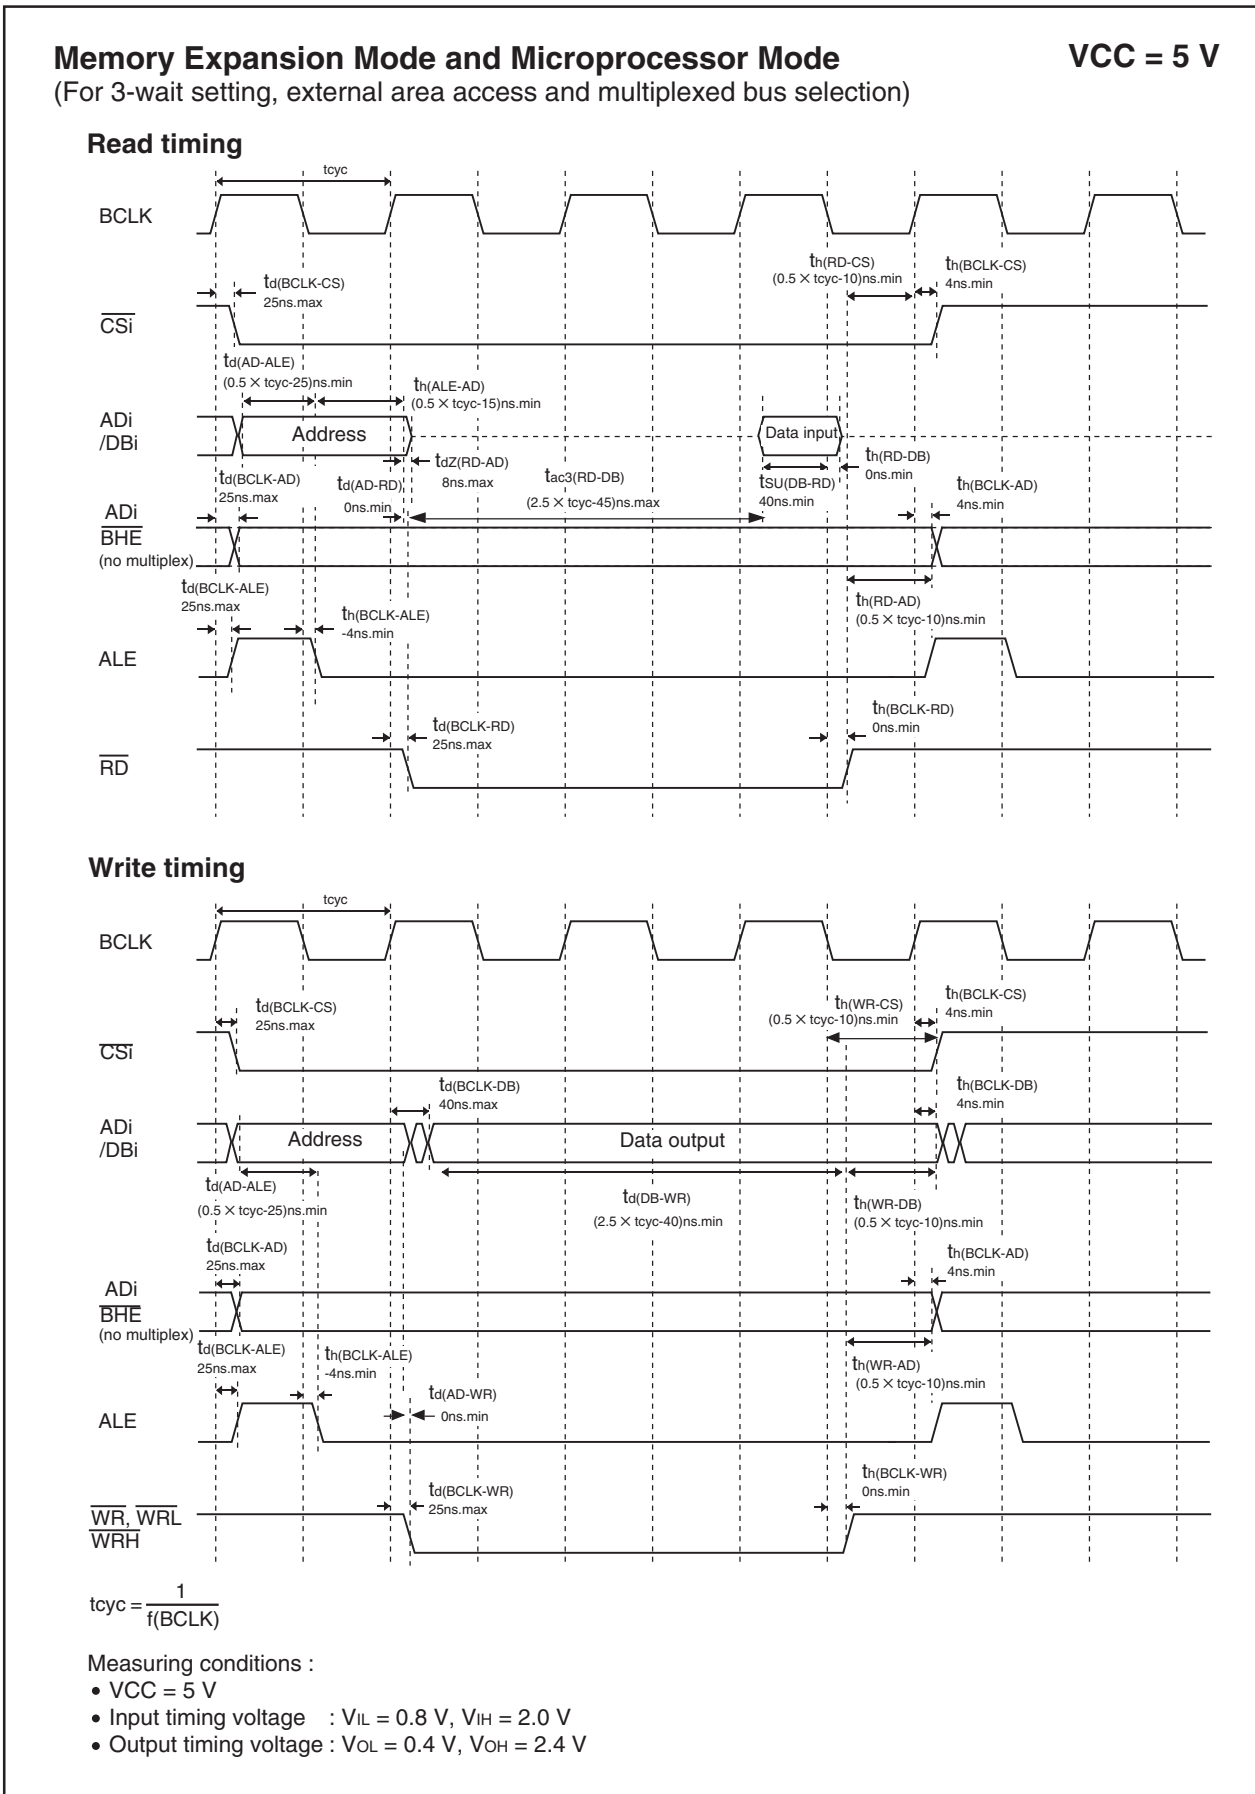 Memory Expansion Mode and Microprocessor Mode VCC = 5 V
(For 3-wait setting, external area access and multiplexed bus selection)
Read timing
tcyc
BCLK
th(RD-CS)
(0.5 × tcyc-10)ns.min
th(BCLK-CS)
4ns.min
td(BCLK-CS)
25ns.max
CSi
td(AD-ALE)
(0.5 × tcyc-25)ns.min
th(ALE-AD)
(0.5 × tcyc-15)ns.min
ADi
/DBi
Address
Data input
tdZ(RD-AD)
8ns.max
th(RD-DB)
0ns.min
td(BCLK-AD)
25ns.max
td(AD-RD)
0ns.min
tac3(RD-DB)
(2.5 × tcyc-45)ns.max
tSU(DB-RD)
40ns.min
th(BCLK-AD)
4ns.min
ADi
BHE
(no multiplex)
td(BCLK-ALE)
25ns.max
th(BCLK-ALE)
-4ns.min
th(RD-AD)
(0.5 × tcyc-10)ns.min
ALE
td(BCLK-RD)
25ns.max
th(BCLK-RD)
0ns.min
RD
Write timing
tcyc
BCLK
td(BCLK-CS)
25ns.max
th(WR-CS)
(0.5 × tcyc-10)ns.min
th(BCLK-CS)
4ns.min
CSi
td(BCLK-DB)
40ns.max
th(BCLK-DB)
4ns.min
ADi
/DBi
Address
Data output
td(AD-ALE)
(0.5 × tcyc-25)ns.min
td(DB-WR)
(2.5 × tcyc-40)ns.min
th(WR-DB)
(0.5 × tcyc-10)ns.min
td(BCLK-AD)
25ns.max
th(BCLK-AD)
4ns.min
ADi
BHE
(no multiplex)
td(BCLK-ALE)
25ns.max
th(BCLK-ALE)
-4ns.min
th(WR-AD)
(0.5 × tcyc-10)ns.min
td(AD-WR)
0ns.min
ALE
td(BCLK-WR)
25ns.max
th(BCLK-WR)
0ns.min
WR, WRL
WRH
tcyc = 1
f(BCLK)
Measuring conditions :
• VCC = 5 V
• Input timing voltage : VIL = 0.8 V, VIH = 2.0 V
• Output timing voltage : VOL = 0.4 V, VOH = 2.4 V